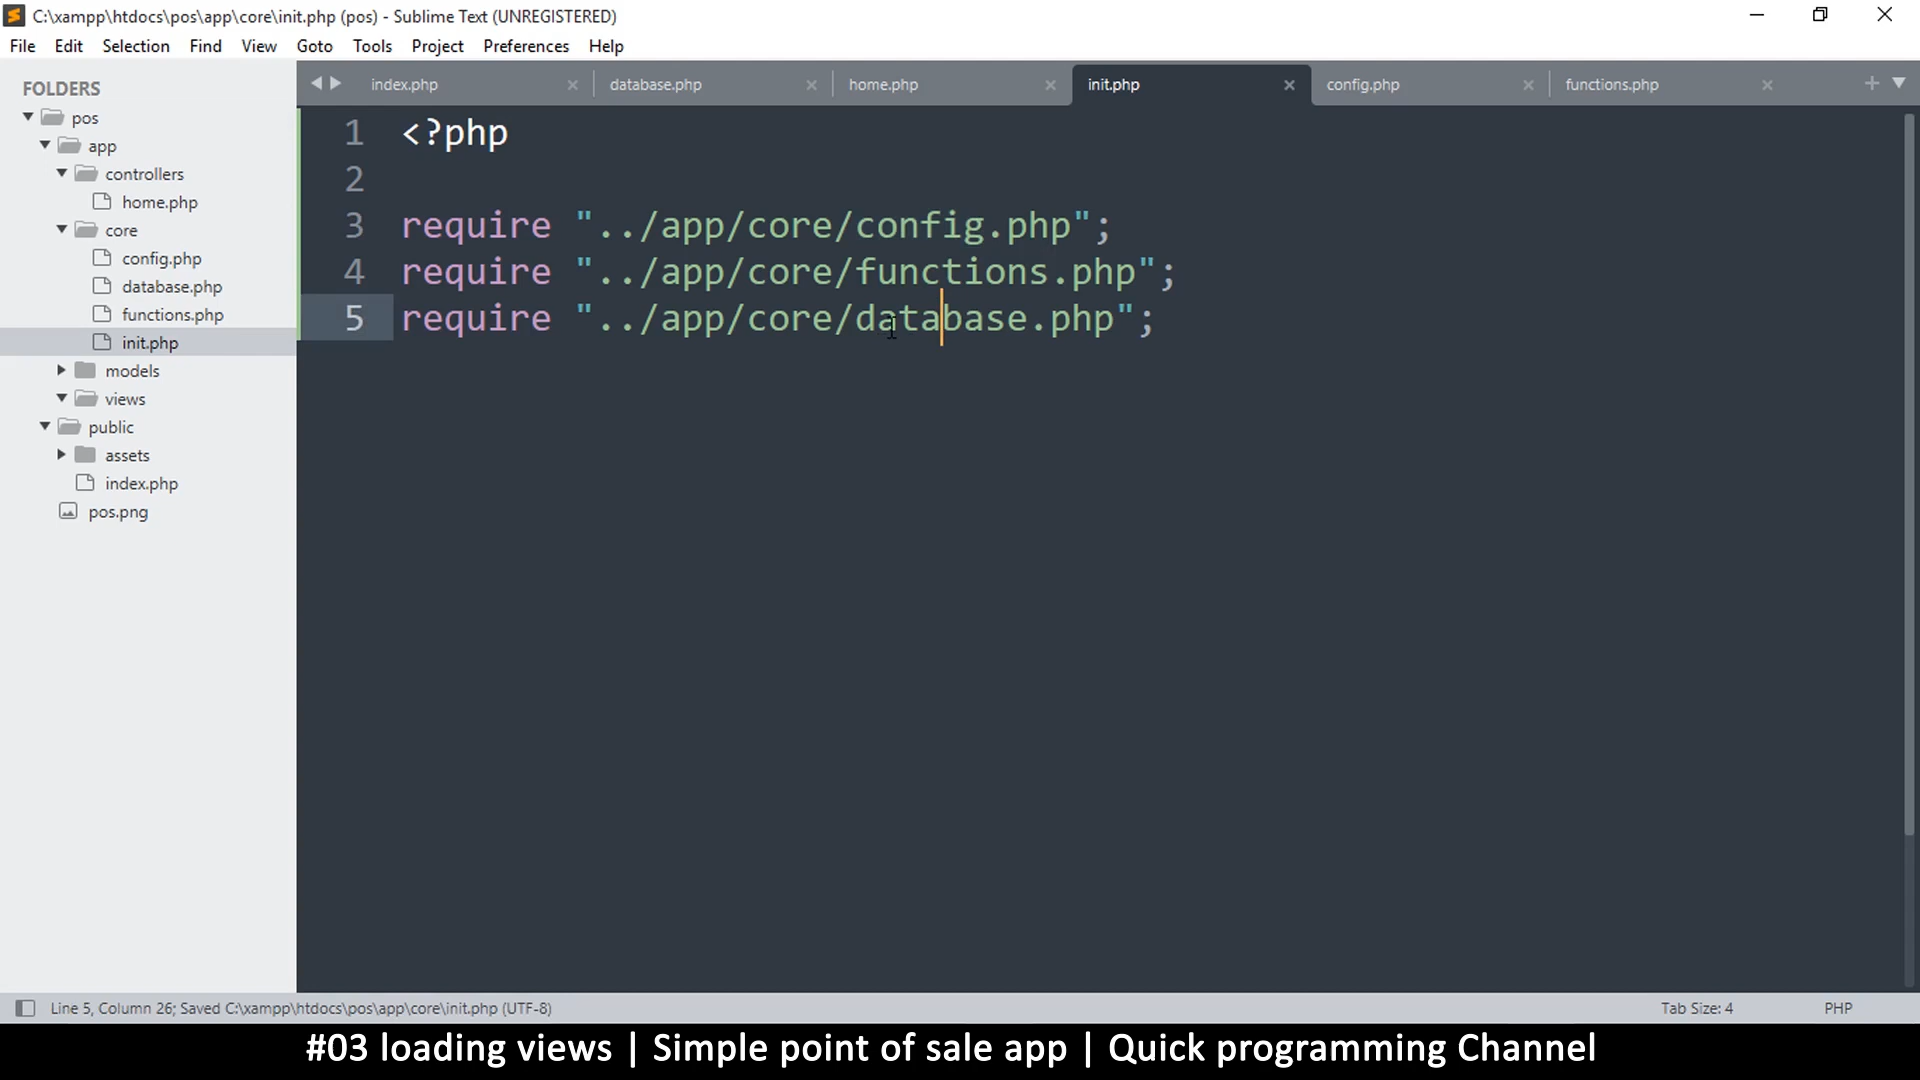 C:\xampp\htdocs\pos\app\core\init.php (pos) - Sublime Text (UNREGISTERED)
File Edit Selection Find View Goto Tools Project Preferences Help
FOLDERS
pos
app
controllers
home.php
core
config.php
database.php
functions.php
init.php
models
views
public
assets
index.php
pos.png
index.php database.php home.php init.php config.php functions.php
1 <?php
2
3 require "../app/core/config.php";
4 require "../app/core/functions.php";
5 require "../app/core/database.php";
Line 5, Column 26; Saved C:\xampp\htdocs\pos\app\core\init.php (UTF-8) Tab Size: 4 PHP
#03 loading views | Simple point of sale app | Quick programming Channel